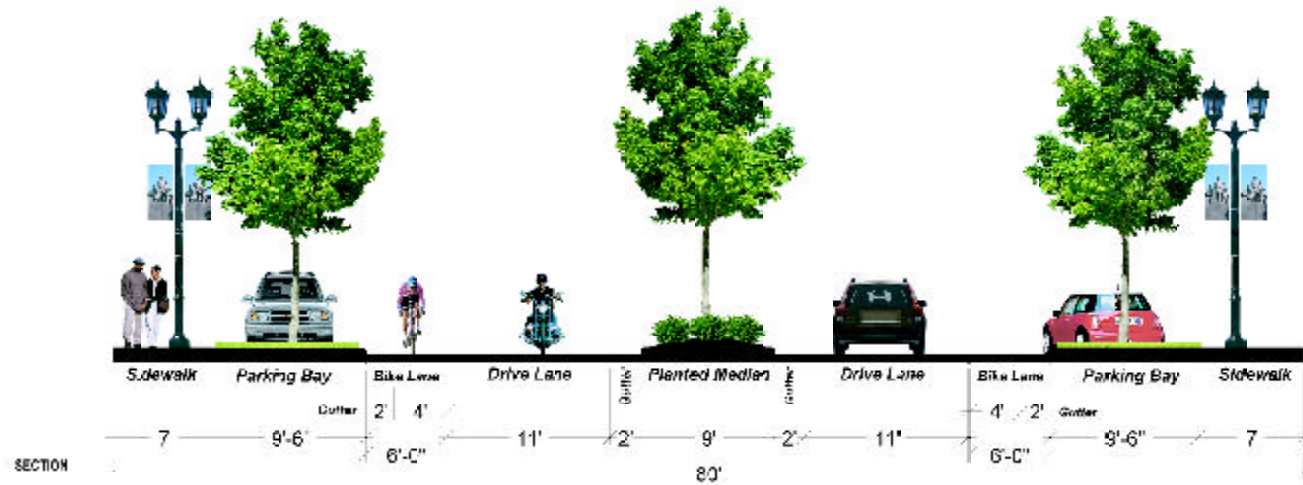 Sidewalk Parking Bay Bike Lane Drive Lane Gutter Planted Median Gutter Drive Lane Bike Lane Parking Bay Sidewalk
Gutter 2' 4' 4' 2' Gutter
7 9'-6" 11' 2' 9' 2' 11" 9'-6" 7
6'-0" 6'-0"
SECTION
80'